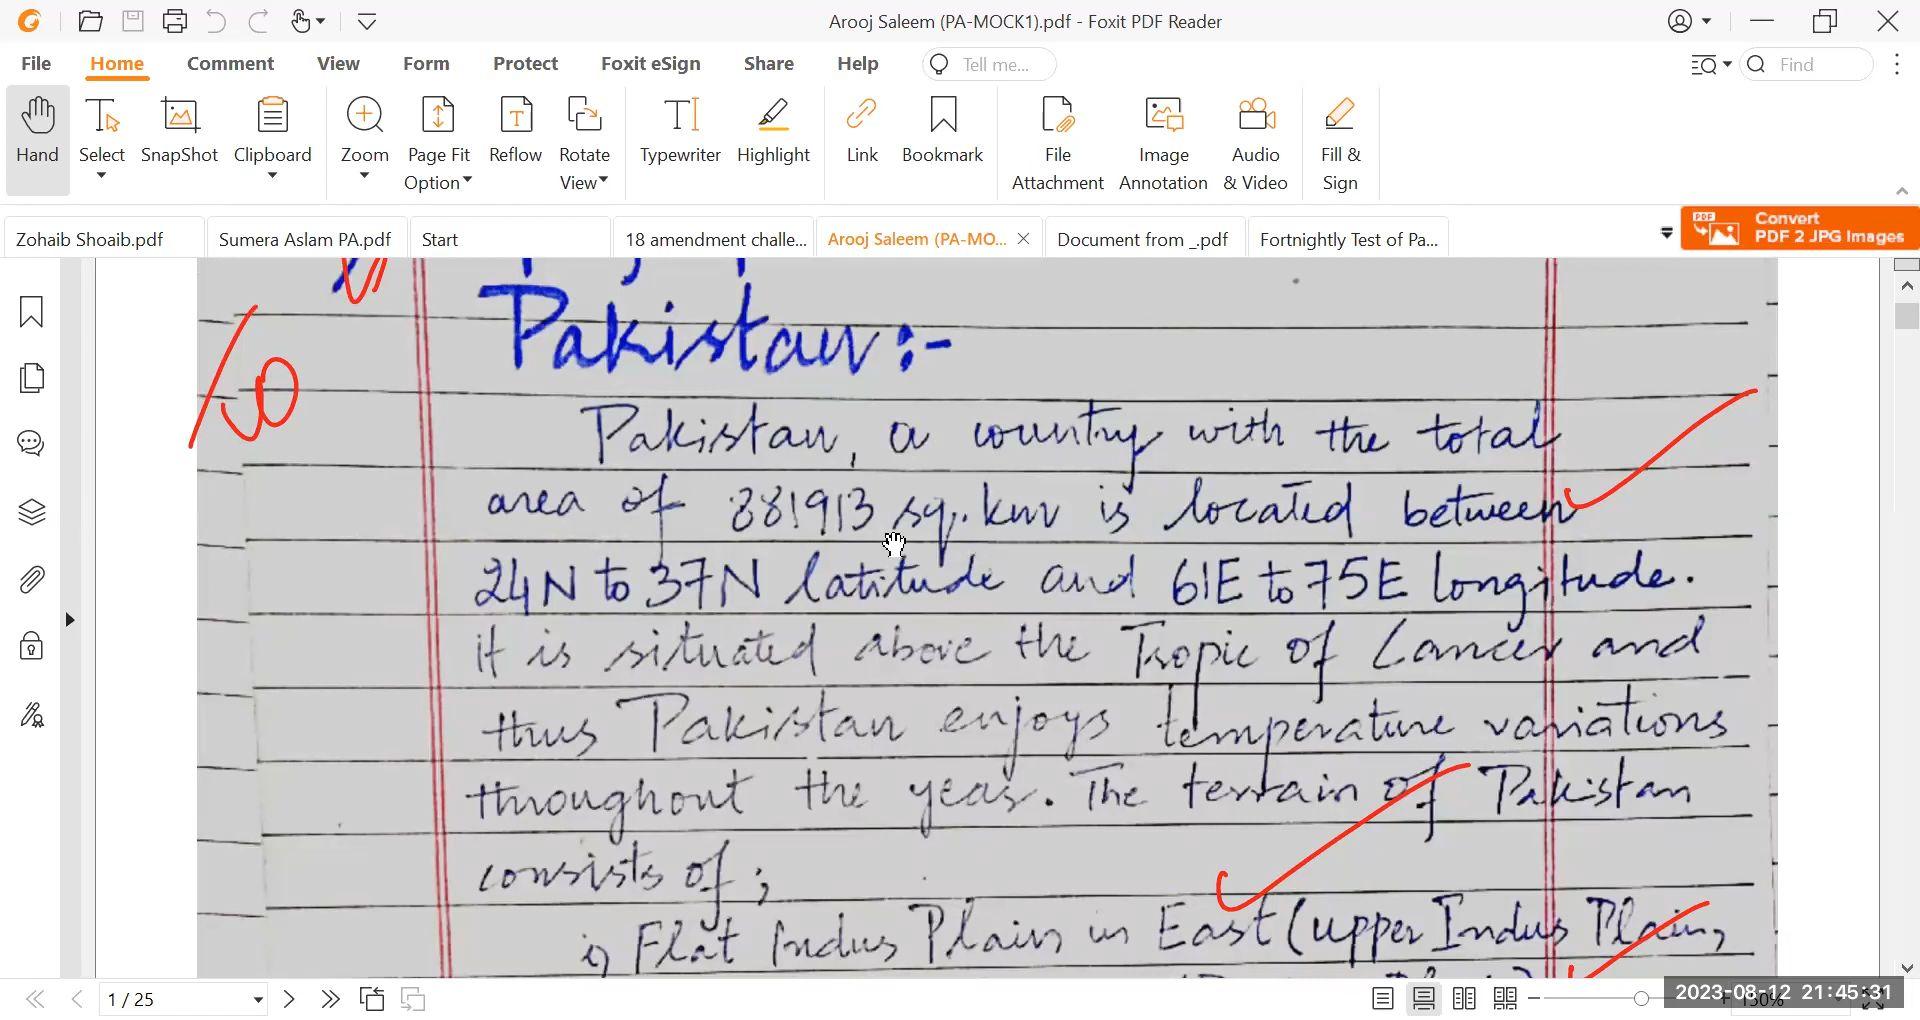 Arooj Saleem (PA-MOCK1).pdf - Foxit PDF Reader
File Home Comment View Form Protect Foxit eSign Share Help Tell me... Find
Hand Select SnapShot Clipboard Zoom Page Fit Option Reflow Rotate View Typewriter Highlight Link Bookmark File Attachment Image Annotation Audio & Video Fill & Sign
Zohaib Shoaib.pdf Sumera Aslam PA.pdf Start 18 amendment challe... Arooj Saleem (PA-MO... Document from _.pdf Fortnightly Test of Pa...
PDF Convert
PDF 2 JPG Images
Pakistan:-
Pakistan, a country with the total
area of 881913 sq. km is located between
24N to 37N latitude and 61E to 75E longitude.
it is situated above the Tropic of Cancer and
thus Pakistan enjoys temperature variations
throughout the year. The terrain of Pakistan
consists of ;
i) Flat Indus Plain in East (upper Indus Plain,
1 / 25
130%
2023-08-12 21:45:31